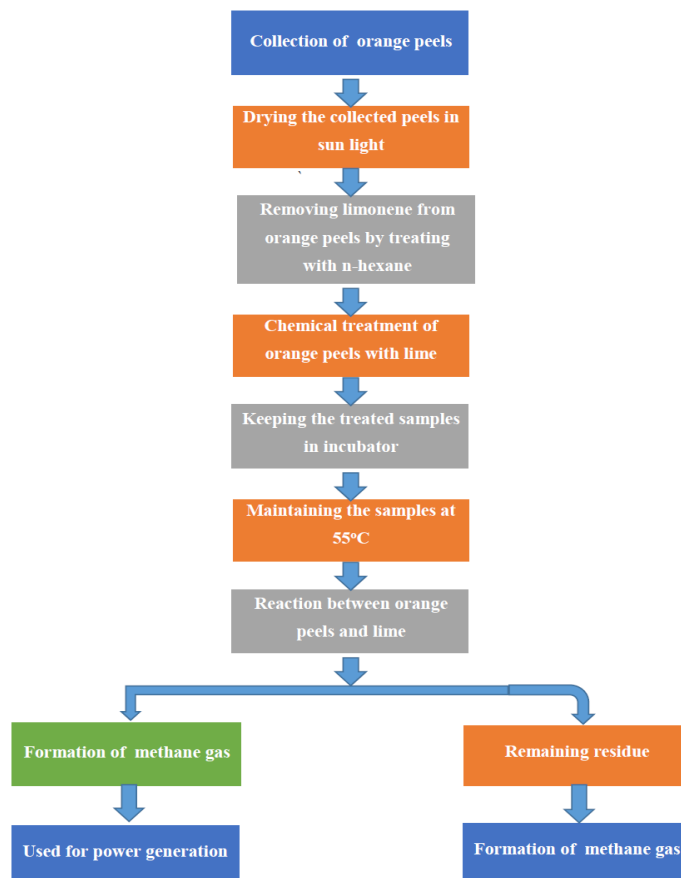 Collection of orange peels
Drying the collected peels in
sun light
Removing limonene from
orange peels by treating
with n-hexane
Chemical treatment of
orange peels with lime
Keeping the treated samples
in incubator
Maintaining the samples at
55°C
Reaction between orange
peels and lime
Formation of methane gas
Remaining residue
Used for power generation
Formation of methane gas